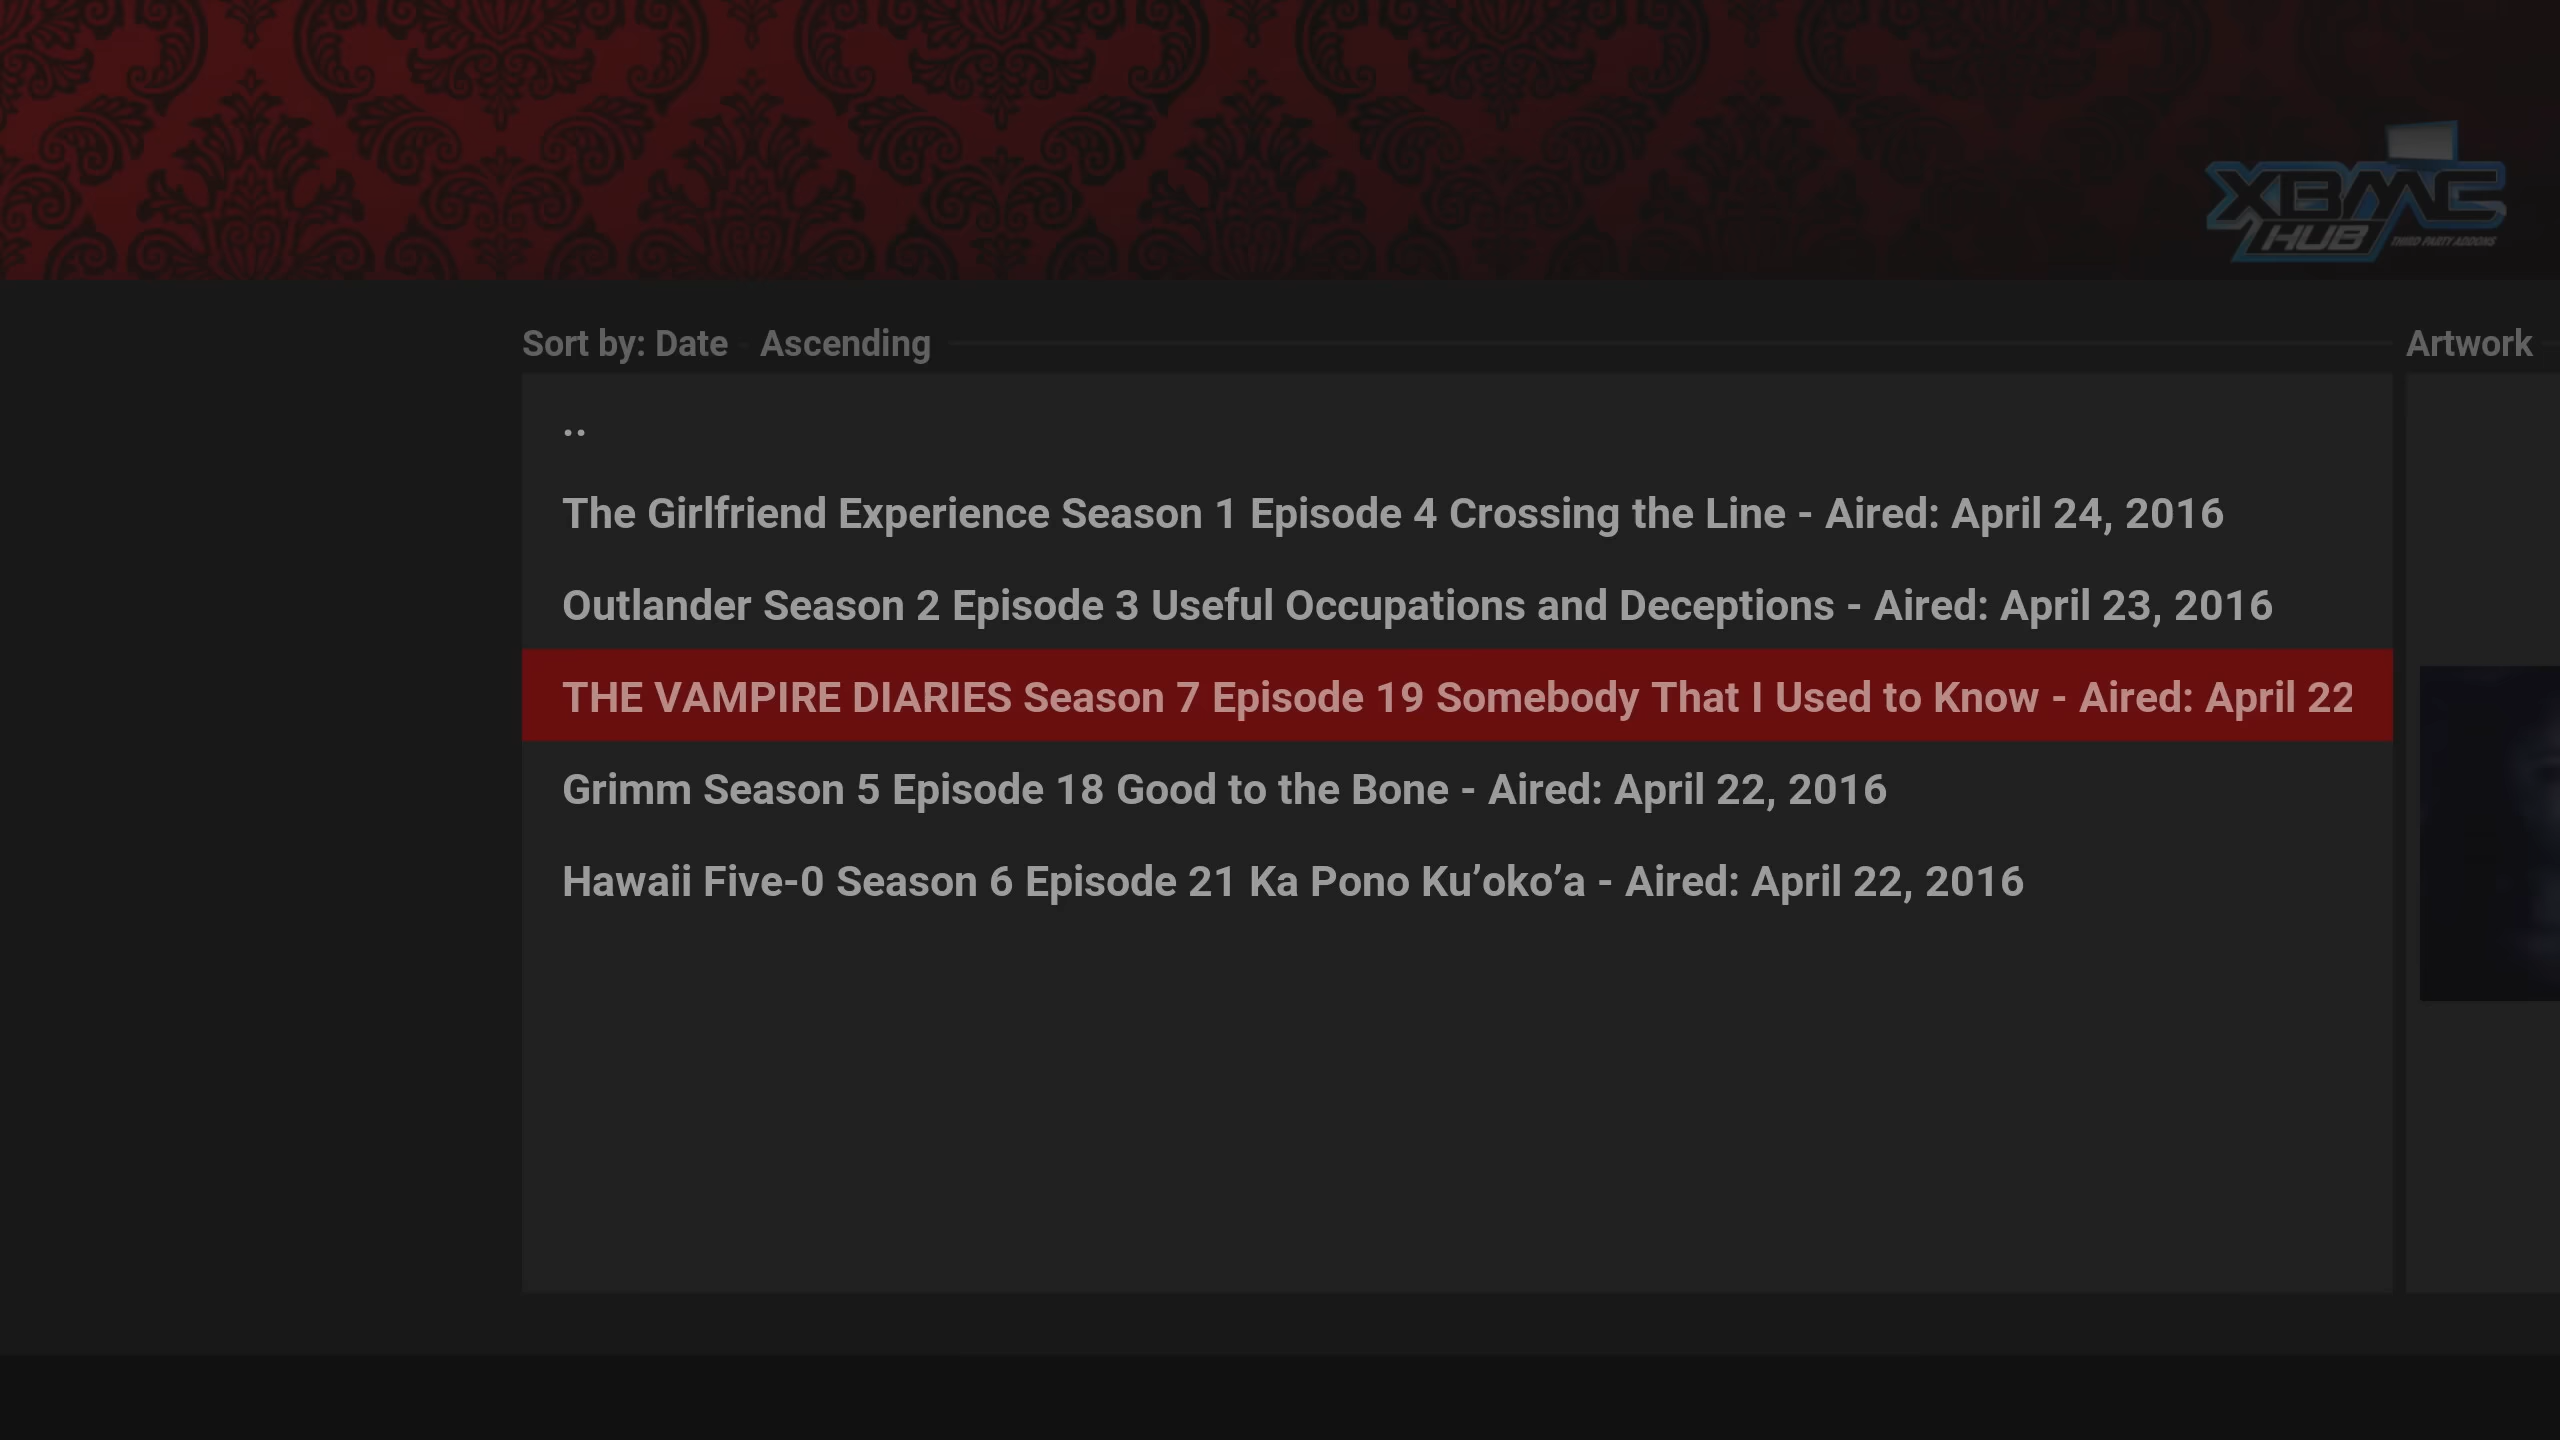 XBMC
HUB THIRD PARTY ADDONS
Sort by: Date - Ascending
Artwork
..
The Girlfriend Experience Season 1 Episode 4 Crossing the Line - Aired: April 24, 2016
Outlander Season 2 Episode 3 Useful Occupations and Deceptions - Aired: April 23, 2016
THE VAMPIRE DIARIES Season 7 Episode 19 Somebody That I Used to Know - Aired: April 22
Grimm Season 5 Episode 18 Good to the Bone - Aired: April 22, 2016
Hawaii Five-0 Season 6 Episode 21 Ka Pono Ku’oko’a - Aired: April 22, 2016